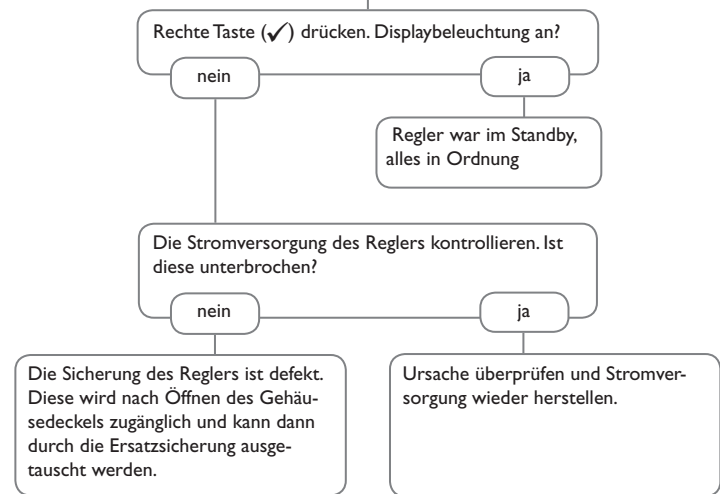 Rechte Taste (✓) drücken. Displaybeleuchtung an?
nein
ja
Regler war im Standby,
alles in Ordnung
Die Stromversorgung des Reglers kontrollieren. Ist
diese unterbrochen?
nein
ja
Die Sicherung des Reglers ist defekt.
Diese wird nach Öffnen des Gehäu-
sedeckels zugänglich und kann dann
durch die Ersatzsicherung ausge-
tauscht werden.
Ursache überprüfen und Stromver-
sorgung wieder herstellen.